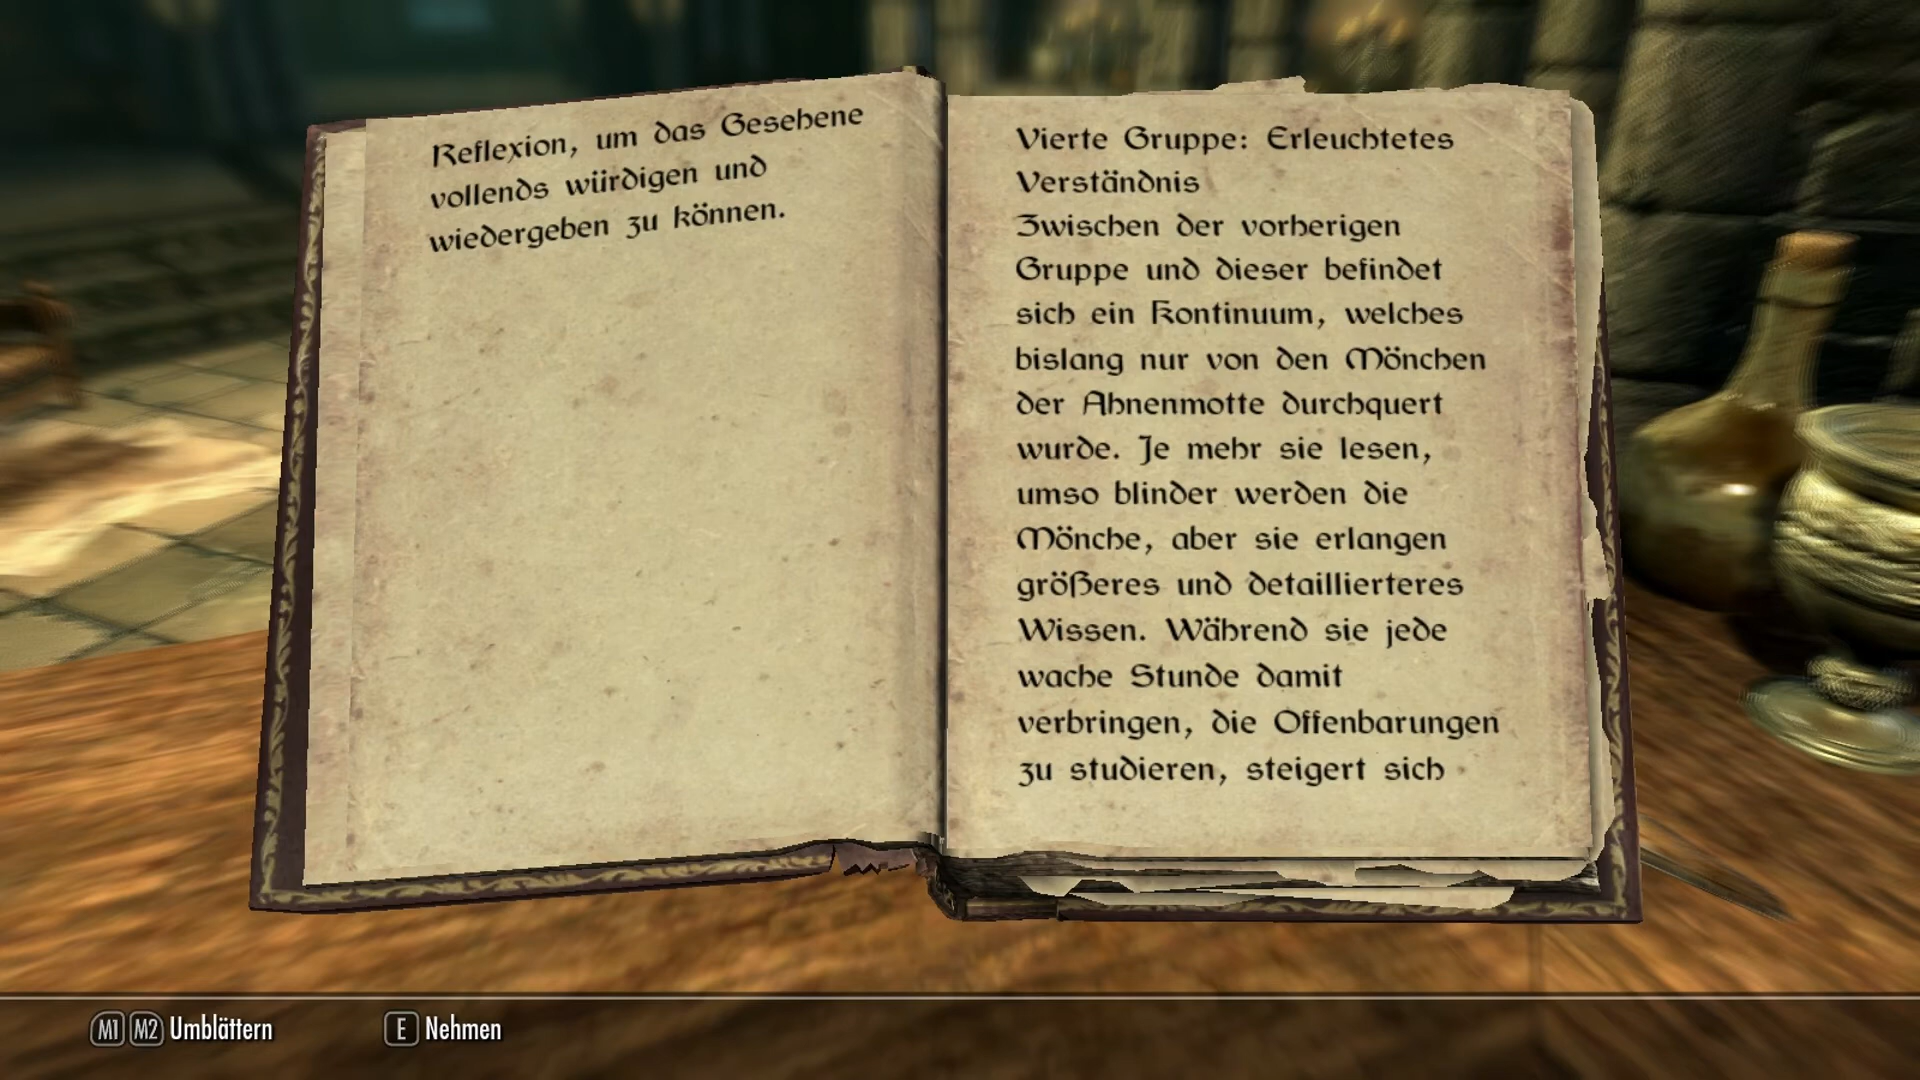 Reflexion, um das Gesehene
vollends würdigen und
wiedergeben zu können.
Vierte Gruppe: Erleuchtetes
Verständnis
Zwischen der vorherigen
Gruppe und dieser befindet
sich ein Kontinuum, welches
bislang nur von den Mönchen
der Ahnenmotte durchquert
wurde. Je mehr sie lesen,
umso blinder werden die
Mönche, aber sie erlangen
größeres und detaillierteres
Wissen. Während sie jede
wache Stunde damit
verbringen, die Offenbarungen
zu studieren, steigert sich
M1 M2 Umblättern
E Nehmen